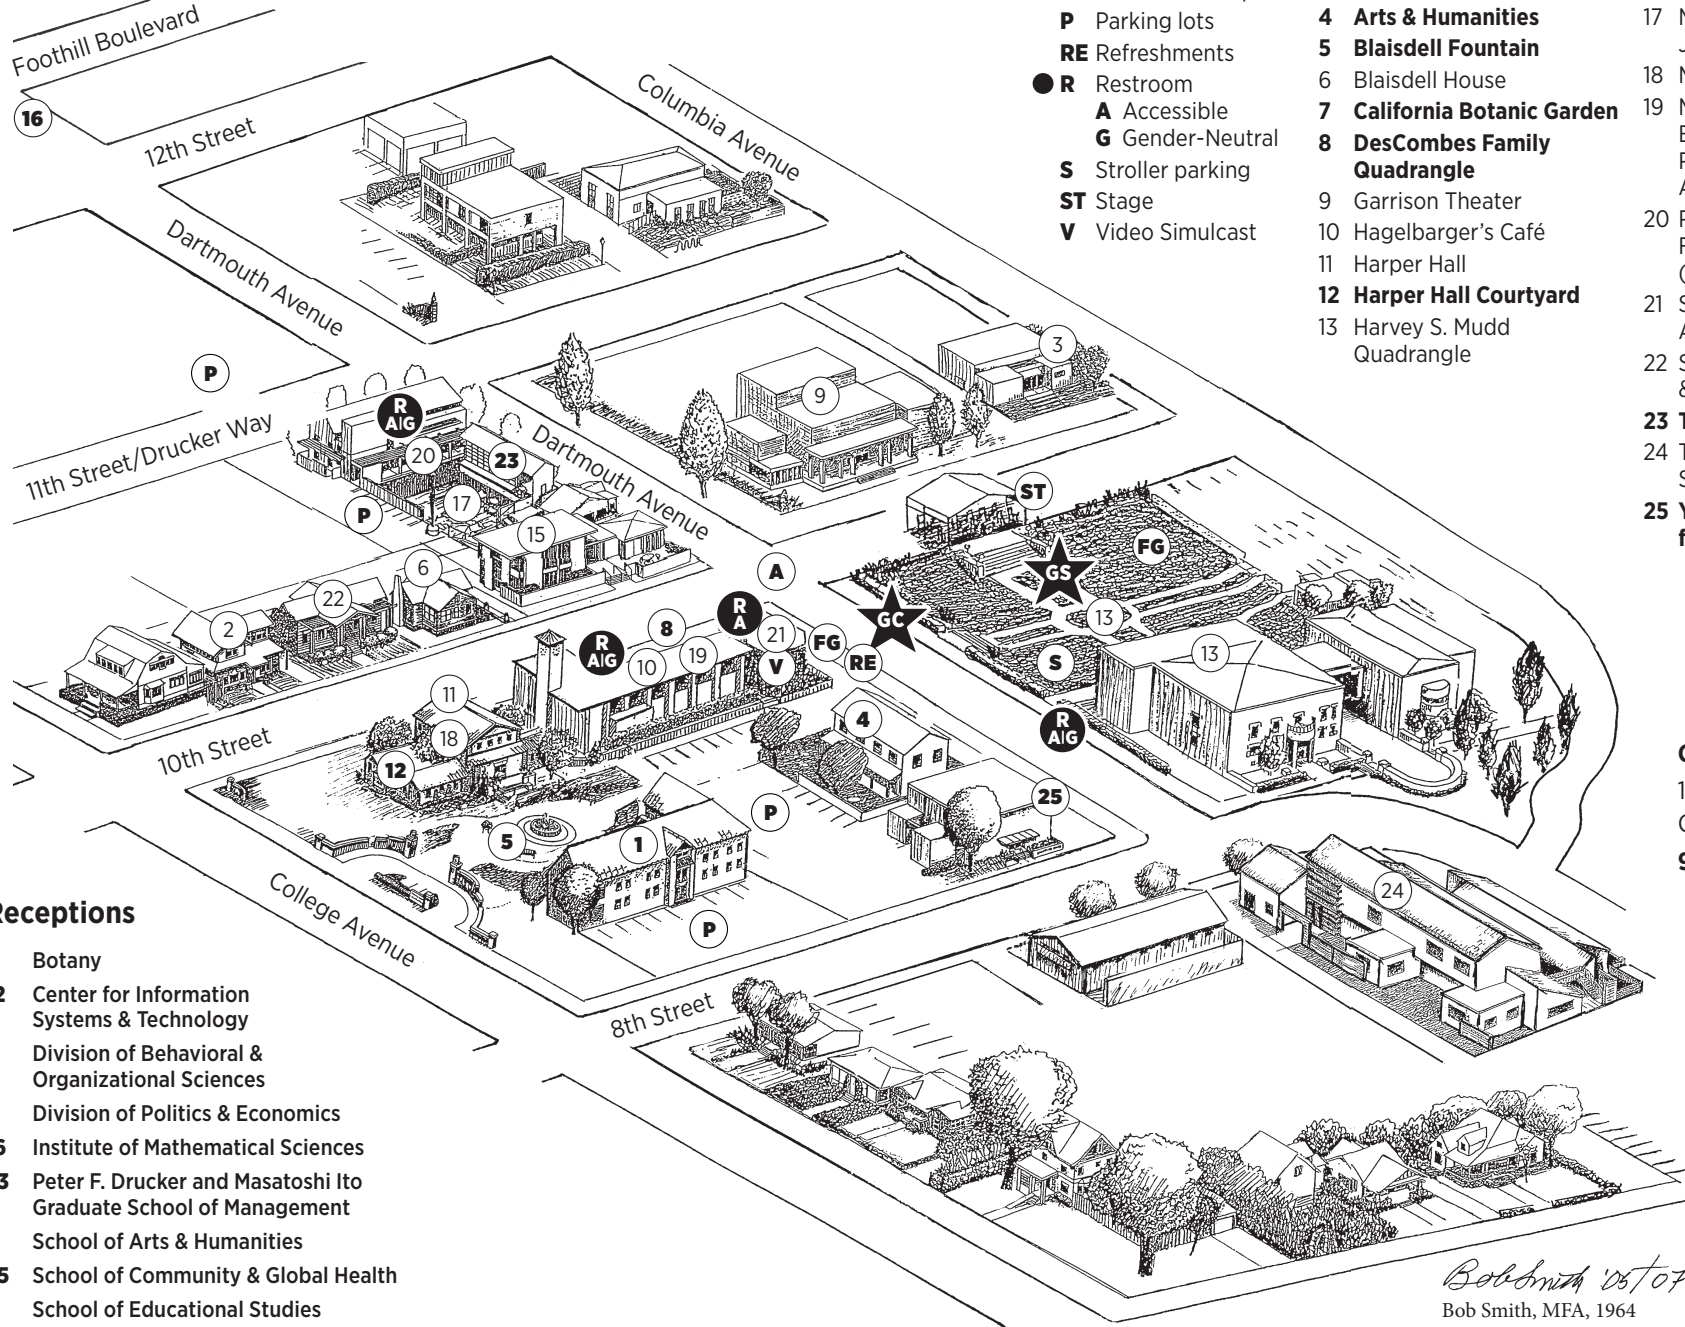 P Parking lots
RE Refreshments
R Restroom
A Accessible
G Gender-Neutral
S Stroller parking
ST Stage
V Video Simulcast
4 Arts & Humanities
5 Blaisdell Fountain
6 Blaisdell House
7 California Botanic Garden
8 DesCombes Family
Quadrangle
9 Garrison Theater
10 Hagelbarger's Café
11 Harper Hall
12 Harper Hall Courtyard
13 Harvey S. Mudd
Quadrangle
17
18
19
20
21
22
&
23
24
25
Foothill Boulevard
16
12th Street
Columbia Avenue
Dartmouth Avenue
P
11th Street/Drucker Way
R
A|G
20
23
17
P
15
Dartmouth Avenue
9
3
ST
FG
GS
GC
13
13
S
R
A|G
A
6
22
2
R
A
R
A|G
8
10
19
21
V
FG
RE
11
18
12
10th Street
4
25
P
5
1
P
College Avenue
8th Street
24
Receptions
Botany
2 Center for Information
Systems & Technology
Division of Behavioral &
Organizational Sciences
Division of Politics & Economics
Institute of Mathematical Sciences
3 Peter F. Drucker and Masatoshi Ito
Graduate School of Management
School of Arts & Humanities
5 School of Community & Global Health
School of Educational Studies
Bob Smith '05/07
Bob Smith, MFA, 1964